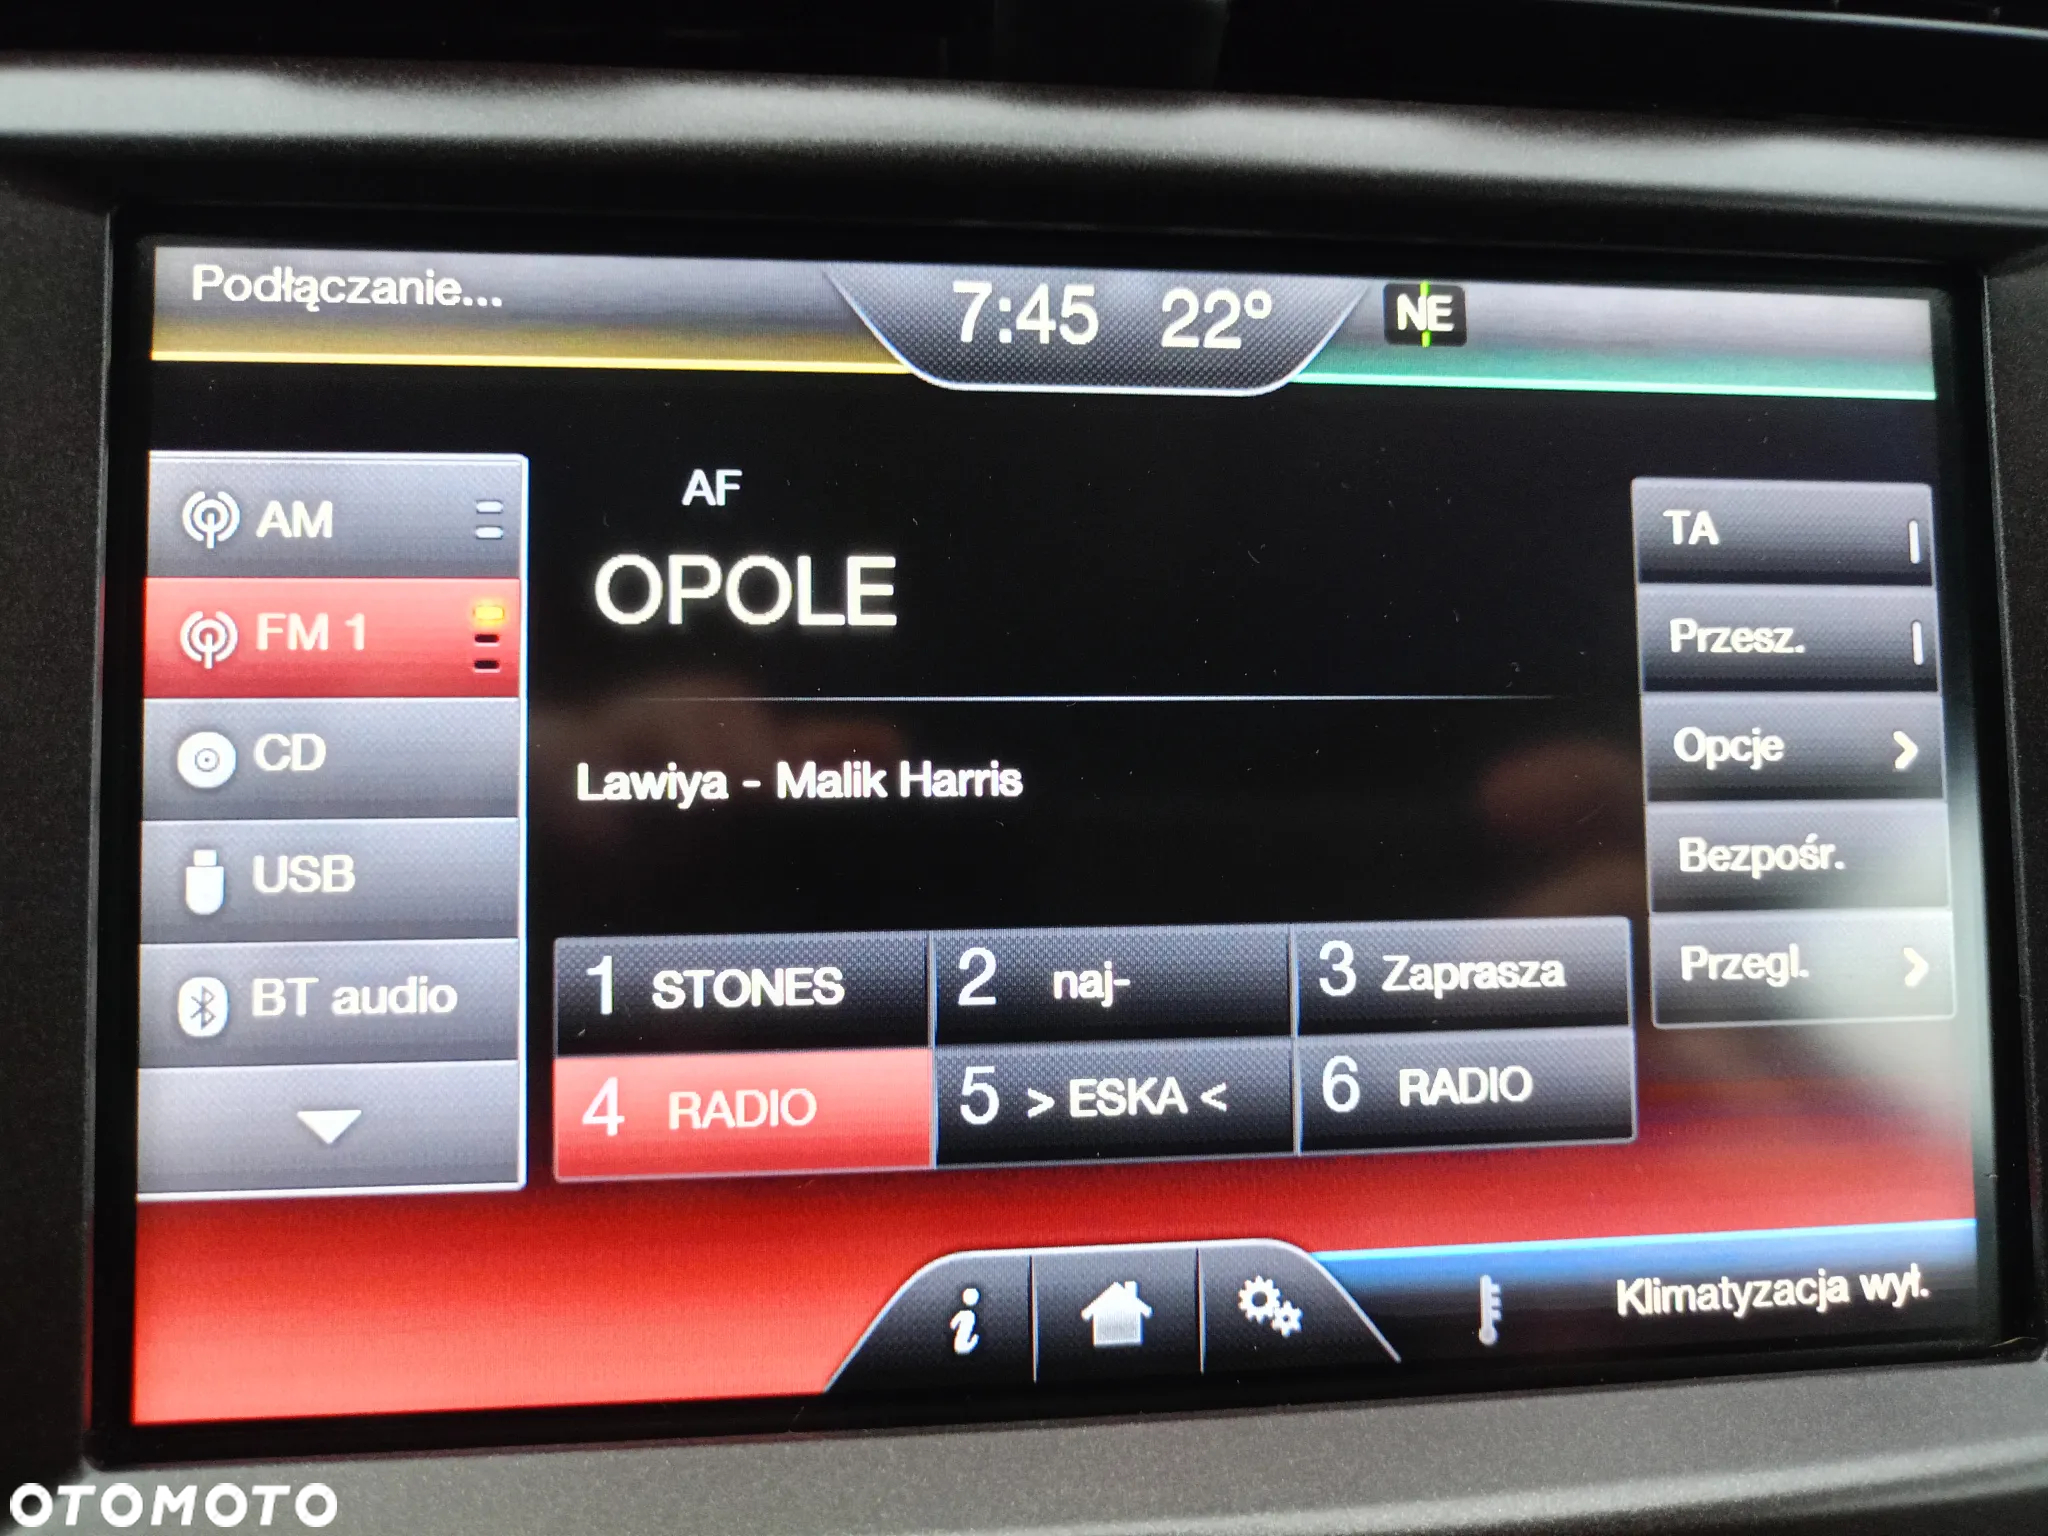 Podłączanie...
7:45 22°
NE
AM
FM 1
CD
USB
BT audio
AF
OPOLE
Lawiya - Malik Harris
TA
Przesz.
Opcje
Bezpośr.
Przegl.
1 STONES
2 naj-
3 Zaprasza
4 RADIO
5 > ESKA <
6 RADIO
i
Klimatyzacja wył.
OTOMOTO